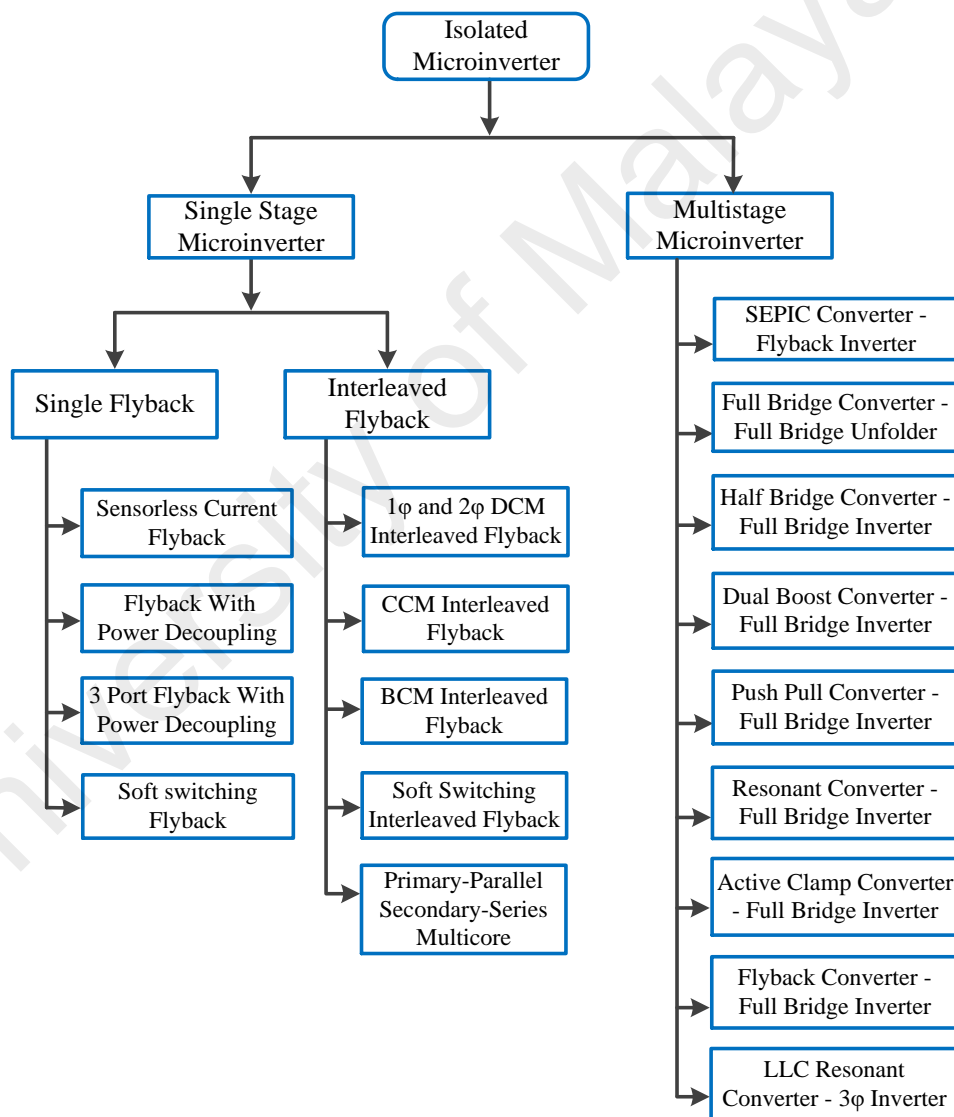 Isolated
Microinverter
Single Stage
Microinverter
Multistage
Microinverter
Single Flyback
Interleaved
Flyback
Sensorless Current
Flyback
Flyback With
Power Decoupling
3 Port Flyback With
Power Decoupling
Soft switching
Flyback
1φ and 2φ DCM
Interleaved Flyback
CCM Interleaved
Flyback
BCM Interleaved
Flyback
Soft Switching
Interleaved Flyback
Primary-Parallel
Secondary-Series
Multicore
SEPIC Converter -
Flyback Inverter
Full Bridge Converter -
Full Bridge Unfolder
Half Bridge Converter -
Full Bridge Inverter
Dual Boost Converter -
Full Bridge Inverter
Push Pull Converter -
Full Bridge Inverter
Resonant Converter -
Full Bridge Inverter
Active Clamp Converter
- Full Bridge Inverter
Flyback Converter -
Full Bridge Inverter
LLC Resonant
Converter - 3φ Inverter
niversity of Malaya